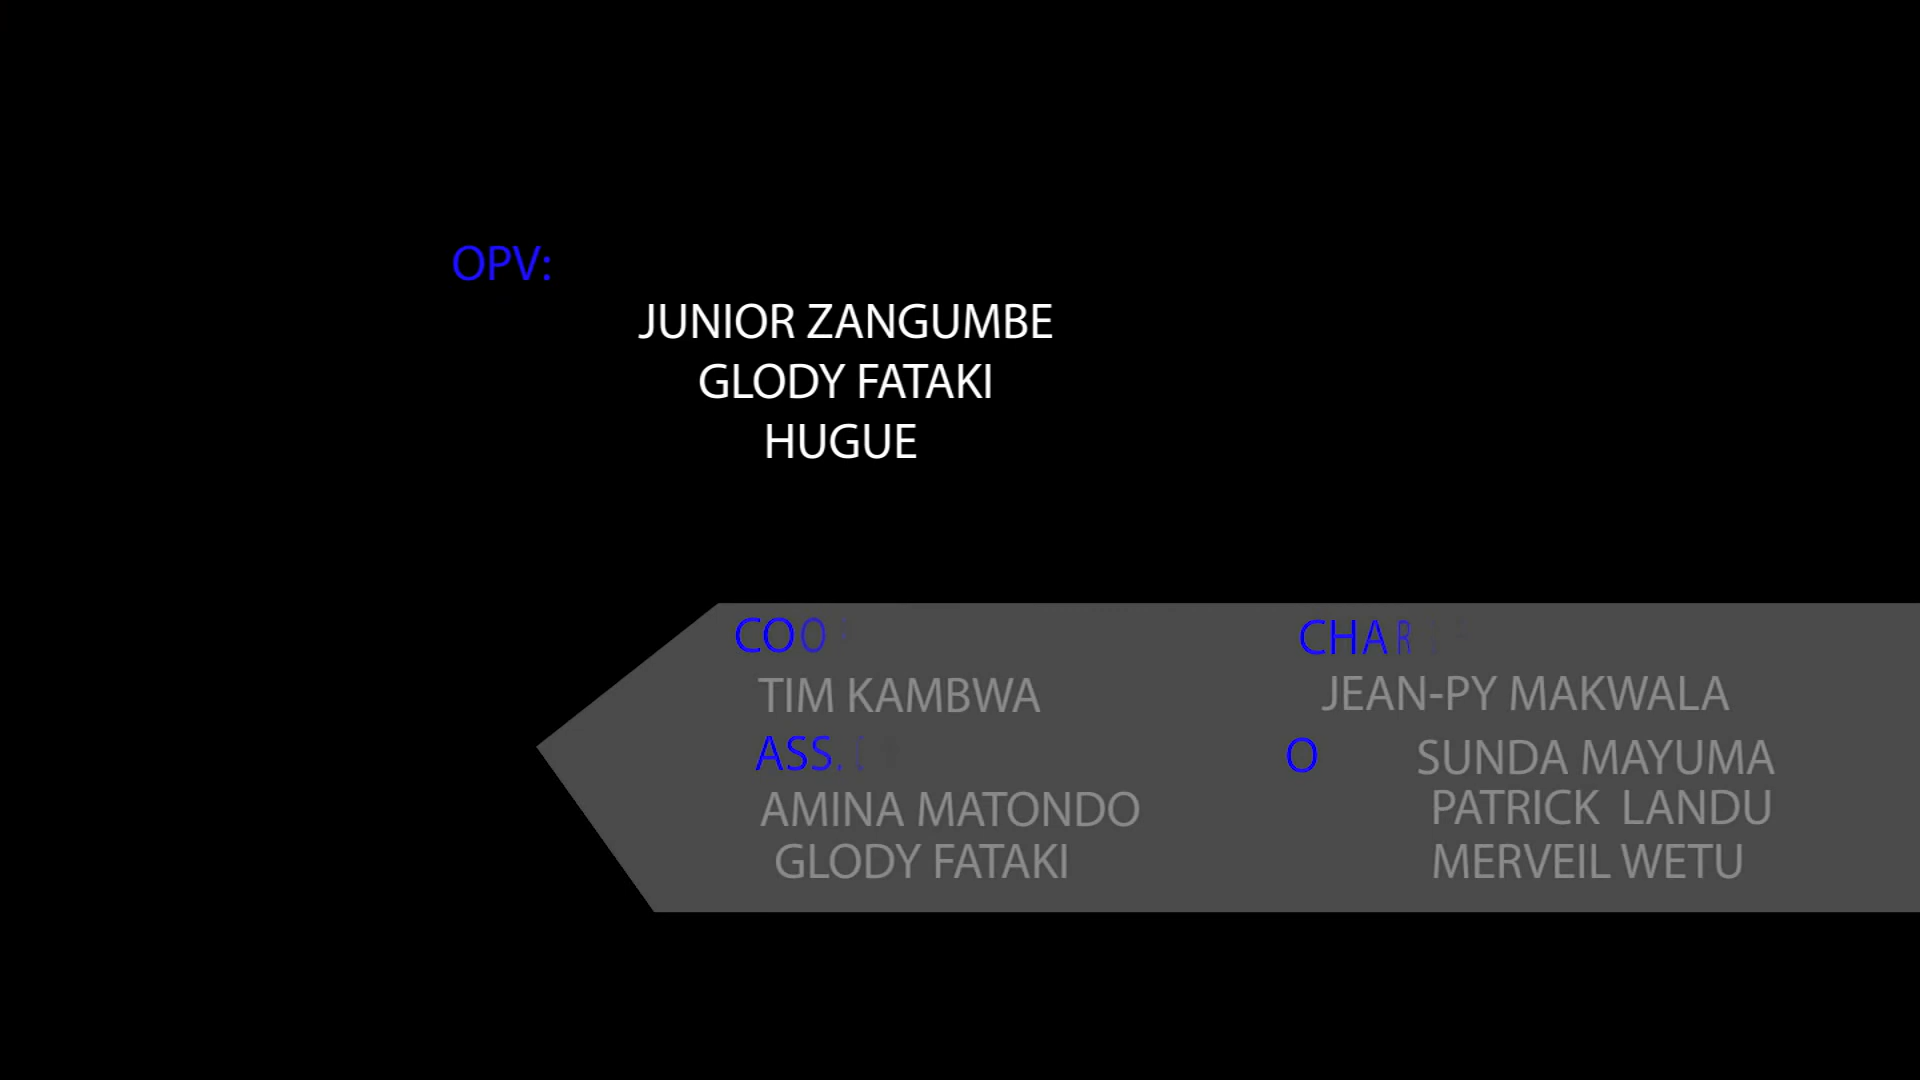 OPV:
JUNIOR ZANGUMBE
GLODY FATAKI
HUGUE
COO
TIM KAMBWA
ASS.
AMINA MATONDO
GLODY FATAKI
CHAR
JEAN-PY MAKWALA
O SUNDA MAYUMA
PATRICK LANDU
MERVEIL WETU